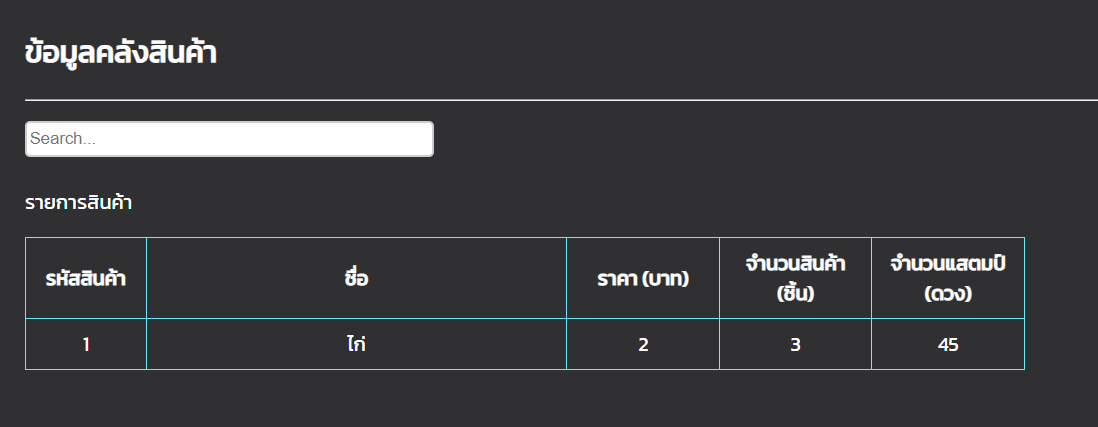 ข้อมูลคลังสินค้า
Search...
รายการสินค้า
รหัสสินค้า ชื่อ ราคา (บาท) จำนวนสินค้า (ชิ้น) จำนวนแสตมป์ (ดวง)
1 ไก่ 2 3 45